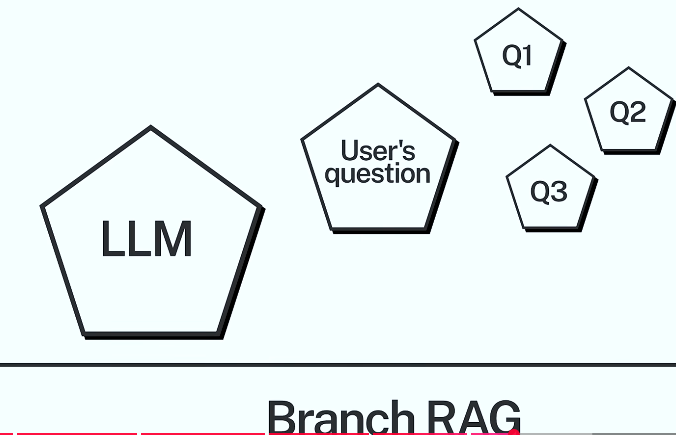 Q1
Q2
User's
question
Q3
LLM
Branch RAG